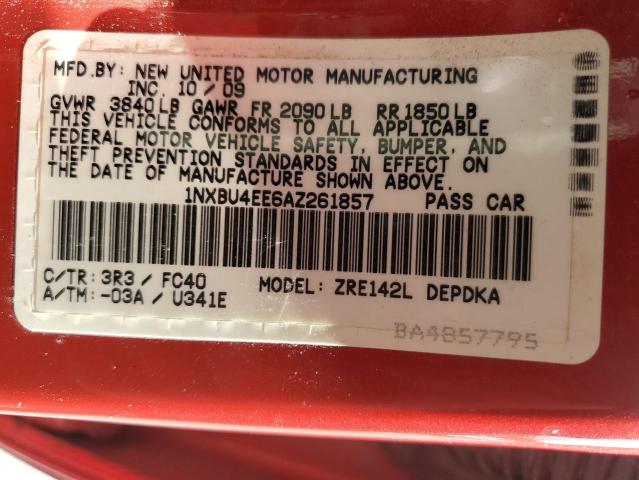 MFD.BY: NEW UNITED MOTOR MANUFACTURING
INC. 10 / 09
GVWR 3840LB GAWR FR 2090LB RR 1850LB
THIS VEHICLE CONFORMS TO ALL APPLICABLE
FEDERAL MOTOR VEHICLE SAFETY, BUMPER, AND
THEFT PREVENTION STANDARDS IN EFFECT ON
THE DATE OF MANUFACTURE SHOWN ABOVE.
1NXBU4EE6AZ261857 PASS CAR
C/TR: 3R3 / FC40 MODEL: ZRE142L DEPDKA
A/TM: -03A / U341E
BA4857795